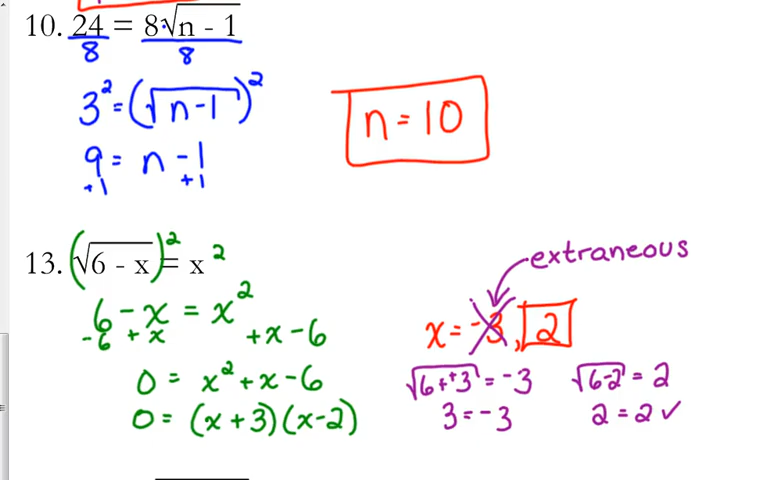 10. 24 = 8√n - 1
8 8
3² = (√n-1)²
9 = n - 1
+1 +1
n = 10
13. (√6 - x)² = x²
extraneous
6 - x = x²
-6 + x +x - 6
0 = x² + x - 6
0 = (x + 3)(x - 2)
x = -3, 2
√6+⁺3 = -3 √6-2 = 2
3 = -3 2 = 2 ✓